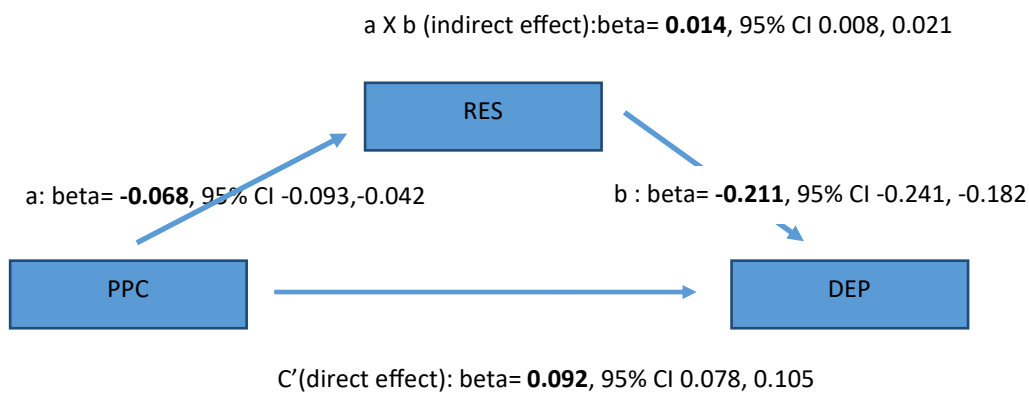 a X b (indirect effect):beta= 0.014, 95% CI 0.008, 0.021
RES
a: beta= -0.068, 95% CI -0.093,-0.042
b : beta= -0.211, 95% CI -0.241, -0.182
PPC
DEP
C’(direct effect): beta= 0.092, 95% CI 0.078, 0.105